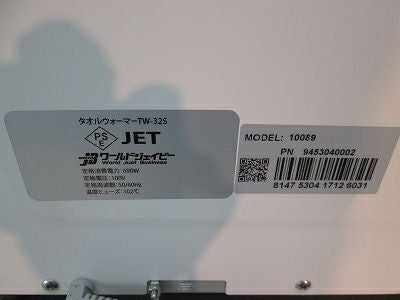 タオルウォーマーTW-32S
PS
E
JET
JB ワールドジェイビー
World Just Business
定格消費電力: 690W
定格電圧: 100V
定格周波数: 50/60Hz
温度ヒューズ: 102℃
MODEL: 10089
PN 9453040002
8147 5304 1712 6031